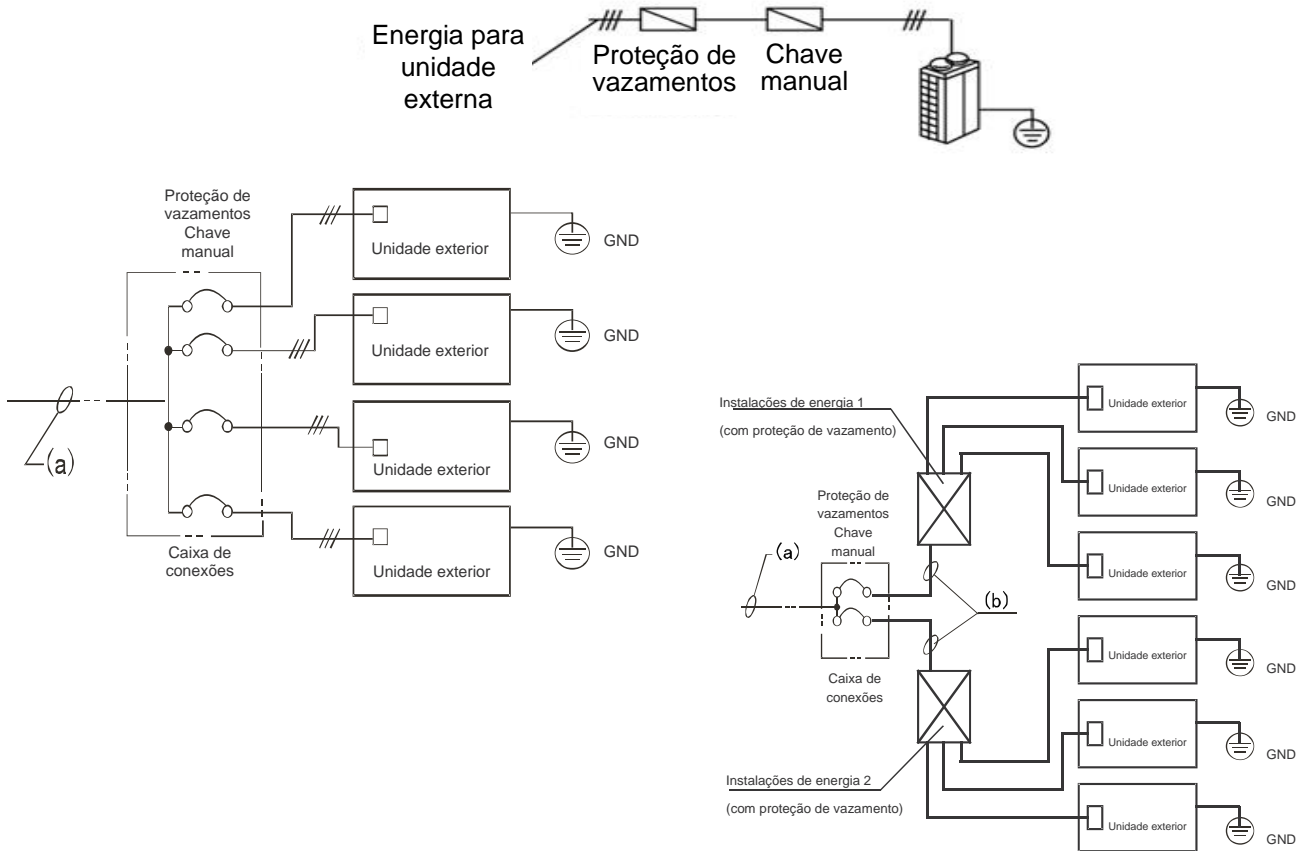 Energia para
unidade
externa
Proteção de
vazamentos
Chave
manual
Proteção de
vazamentos
Chave
manual
Unidade exterior
GND
Unidade exterior
GND
Unidade exterior
GND
Unidade exterior
GND
(a)
Caixa de
conexões
Instalações de energia 1
(com proteção de vazamento)
Proteção de
vazamentos
Chave
manual
(a)
(b)
Caixa de
conexões
Instalações de energia 2
(com proteção de vazamento)
Unidade exterior
GND
Unidade exterior
GND
Unidade exterior
GND
Unidade exterior
GND
Unidade exterior
GND
Unidade exterior
GND